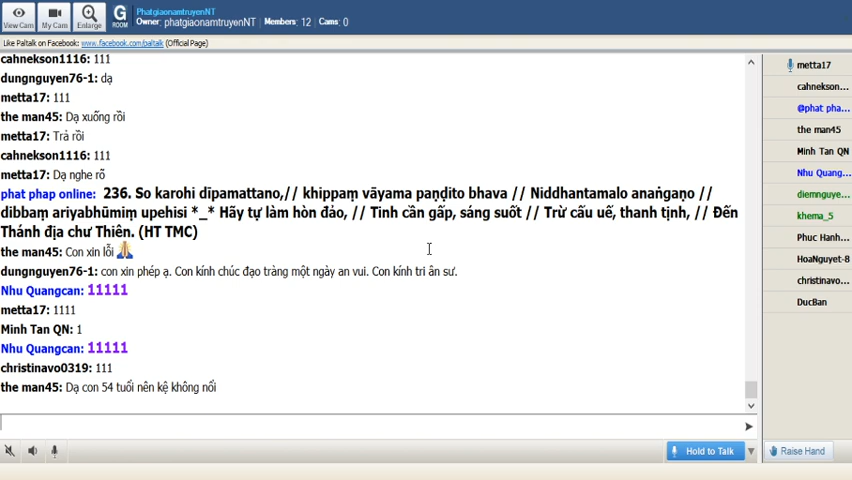 PhatgiaonamtruyenNT
Owner: phatgiaonamtruyenNT Members: 12 Cams: 0
View Cam My Cam Enlarge G ROOM
Like Paltalk on Facebook: www.facebook.com/paltalk (Official Page)
cahnekson1116: 111
dungnguyen76-1: dạ
metta17: 111
the man45: Dạ xuống rồi
metta17: Trả rồi
cahnekson1116: 111
metta17: Dạ nghe rõ
phat phap online: 236. So karohi dīpamattano,// khippaṃ vāyama paṇḍito bhava // Niddhantamalo anaṅgaṇo //
dibbaṃ ariyabhūmiṃ upehisi *_* Hãy tự làm hòn đảo, // Tinh cần gấp, sáng suốt // Trừ cấu uế, thanh tịnh, // Đến
Thánh địa chư Thiên. (HT TMC)
the man45: Con xin lỗi
dungnguyen76-1: con xin phép ạ. Con kính chúc đạo tràng một ngày an vui. Con kính tri ân sư.
Nhu Quangcan: 11111
metta17: 1111
Minh Tan QN: 1
Nhu Quangcan: 11111
christinavo0319: 111
the man45: Dạ con 54 tuổi nên kệ không nổi
Hold to Talk
metta17
cahnekson...
@phat pha...
the man45
Minh Tan QN
Nhu Quang...
diemnguye...
khema_5
Phuc Hanh...
HoaNguyet-8
christinavo...
DucBan
Raise Hand